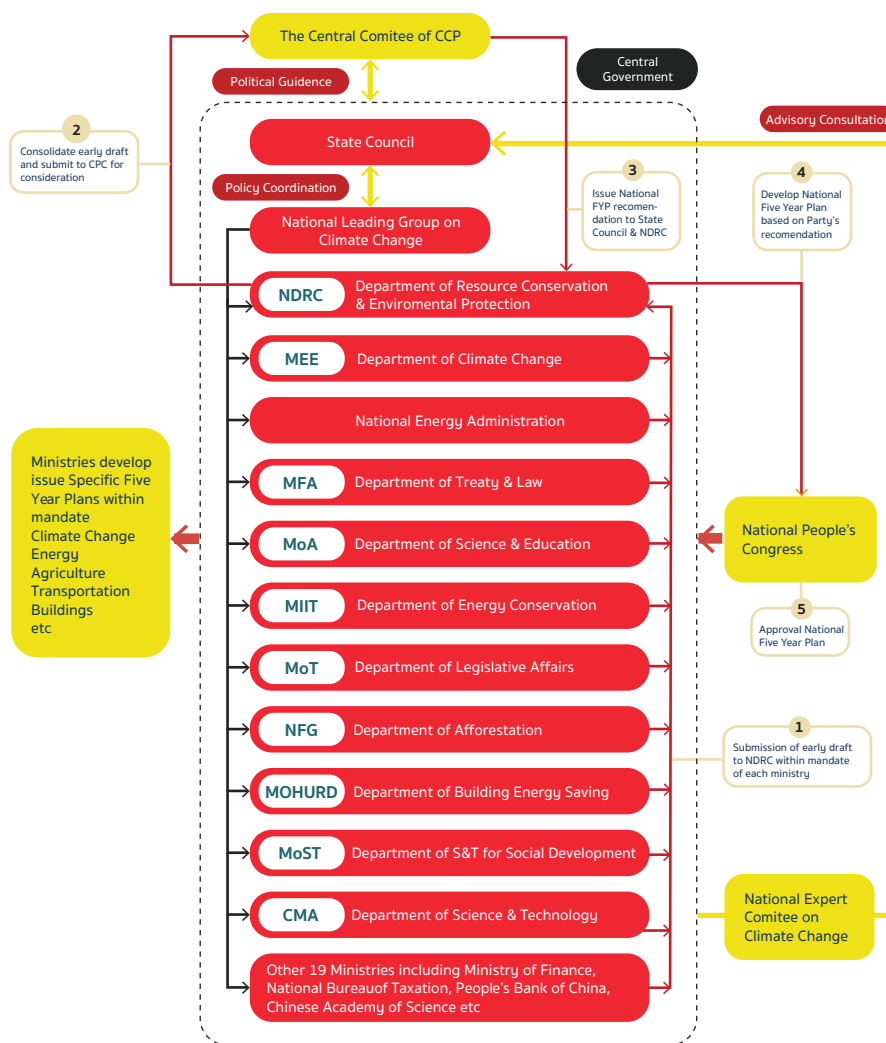 The Central Comitee of CCP
Political Guidence
Central
Government
2
Consolidate early draft
and submit to CPC for
consideration
State Council
Advisory Consultation
Policy Coordination
3
Issue National
FYP recomen-
dation to State
Council & NDRC
4
Develop National
Five Year Plan
based on Party's
recomendation
National Leading Group on
Climate Change
NDRC
Department of Resource Conservation
& Enviromental Protection
MEE
Department of Climate Change
National Energy Administration
MFA
Department of Treaty & Law
MoA
Department of Science & Education
MIIT
Department of Energy Conservation
MoT
Department of Legislative Affairs
NFG
Department of Afforestation
MOHURD
Department of Building Energy Saving
MoST
Department of S&T for Social Development
CMA
Department of Science & Technology
Other 19 Ministries including Ministry of Finance,
National Bureauof Taxation, People's Bank of China,
Chinese Academy of Science etc
Ministries develop
issue Specific Five
Year Plans within
mandate
Climate Change
Energy
Agriculture
Transportation
Buildings
etc
National People's
Congress
5
Approval National
Five Year Plan
1
Submission of early draft
to NDRC within mandate
of each ministry
National Expert
Comitee on
Climate Change